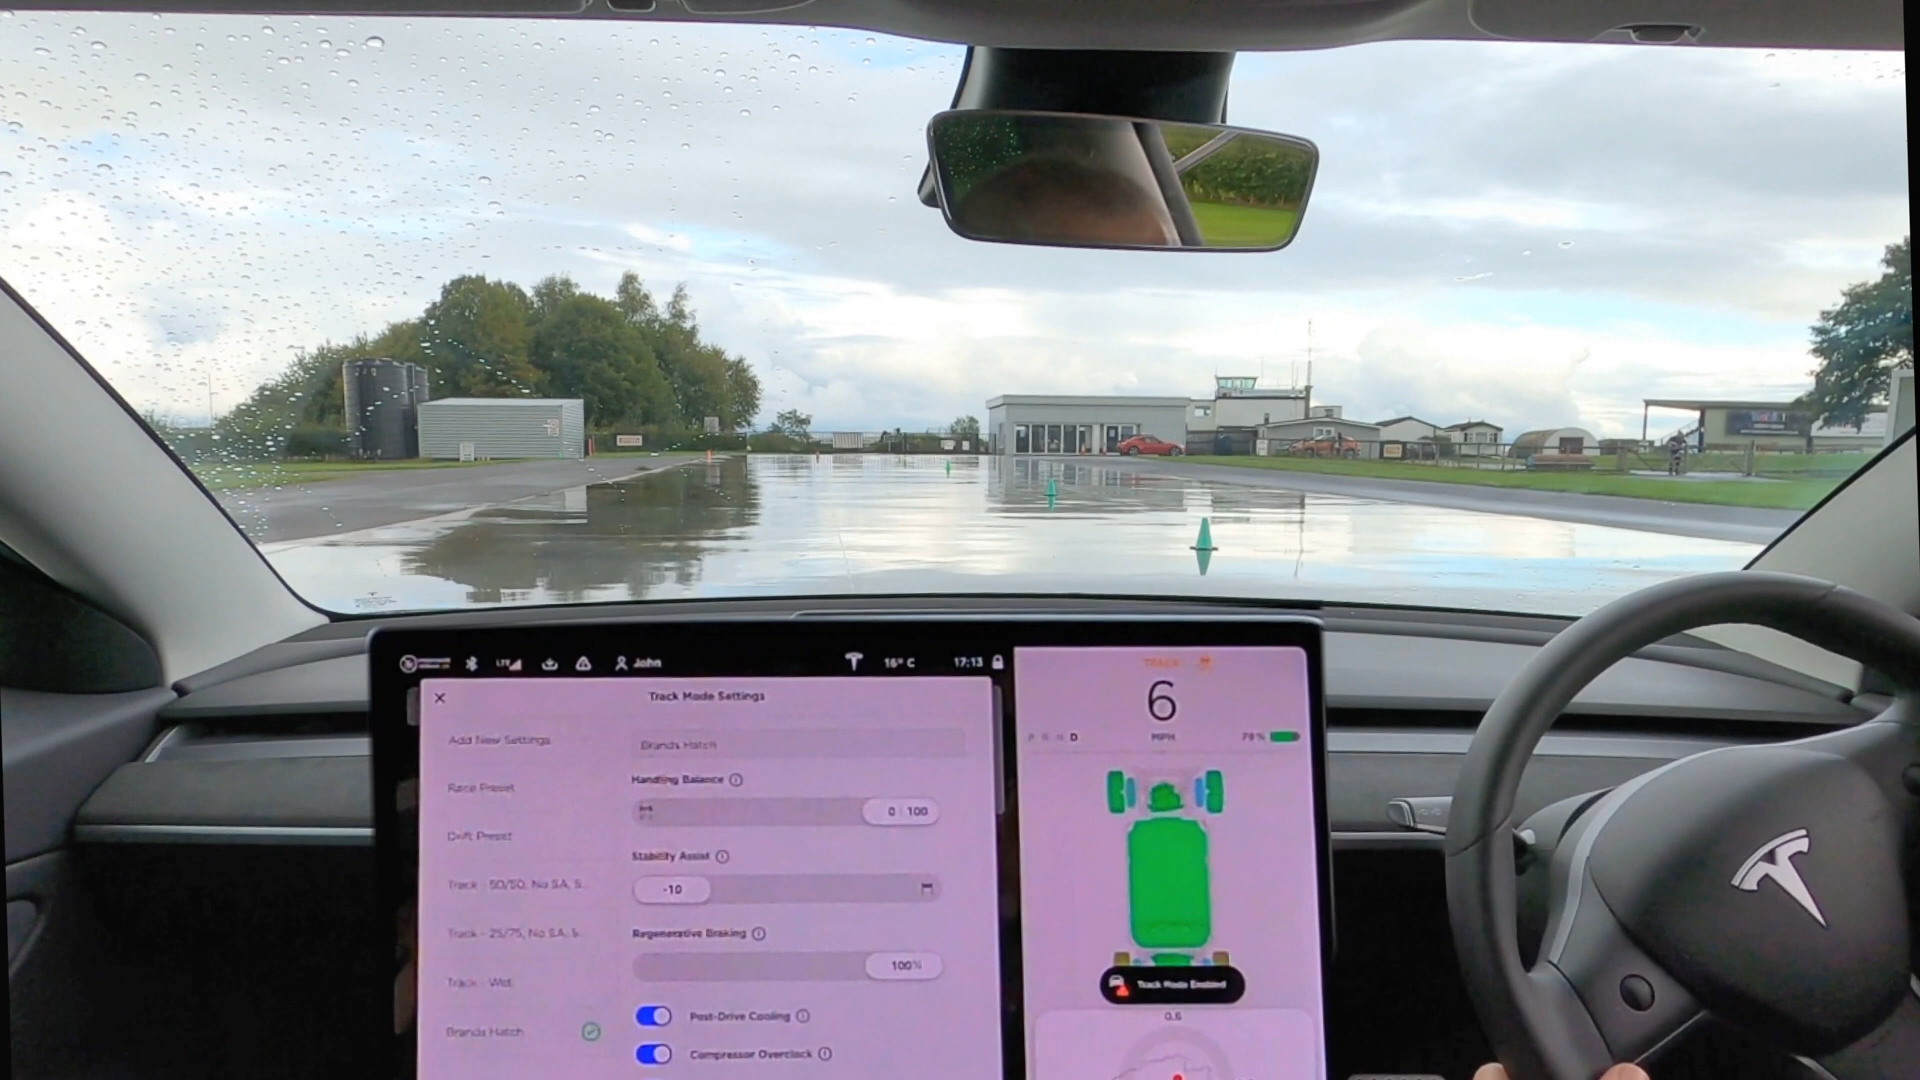 LTE
John
16° C
17:13
Track Mode Settings
Add New Settings
Race Preset
Drift Preset
Track - 50/50, No SA, S...
Track - 25/75, No SA, S...
Track - Wet
Brands Hatch
Brands Hatch
Handling Balance
0 : 100
Stability Assist
-10
Regenerative Braking
100%
Post-Drive Cooling
Compressor Overclock
TRACK
6
MPH
P R N D
79%
Track Mode Enabled
0.6